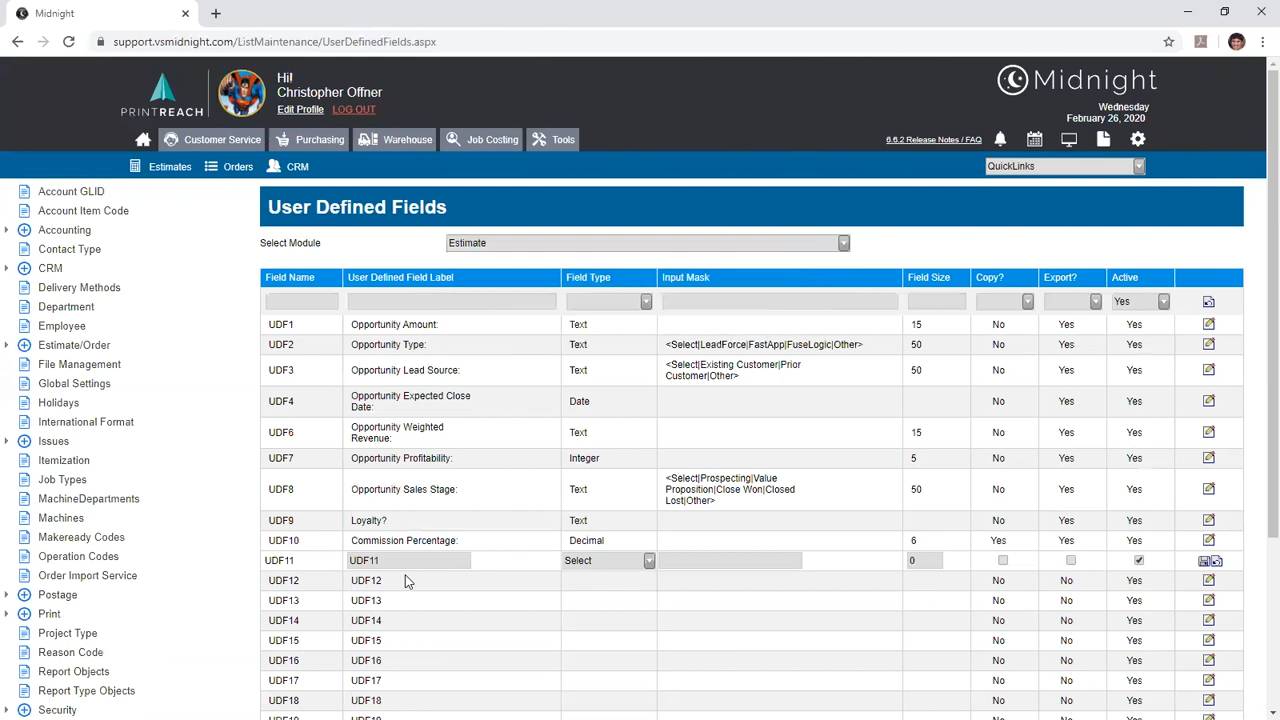 Midnight
support.vsmidnight.com/ListMaintenance/UserDefinedFields.aspx
PRINTREACH
Hi!
Christopher Offner
Edit Profile LOG OUT
Midnight
Wednesday
February 26, 2020
Customer Service Purchasing Warehouse Job Costing Tools
6.6.2 Release Notes / FAQ
Estimates Orders CRM
QuickLinks
Account GLID
Account Item Code
Accounting
Contact Type
CRM
Delivery Methods
Department
Employee
Estimate/Order
File Management
Global Settings
Holidays
International Format
Issues
Itemization
Job Types
MachineDepartments
Machines
Makeready Codes
Operation Codes
Order Import Service
Postage
Print
Project Type
Reason Code
Report Objects
Report Type Objects
Security
User Defined Fields
Select Module Estimate
Field Name User Defined Field Label Field Type Input Mask Field Size Copy? Export? Active
Yes
UDF1 Opportunity Amount: Text 15 No Yes Yes
UDF2 Opportunity Type: Text <Select|LeadForce|FastApp|FuseLogic|Other> 50 No Yes Yes
UDF3 Opportunity Lead Source: Text <Select|Existing Customer|Prior
Customer|Other> 50 No Yes Yes
UDF4 Opportunity Expected Close
Date: Date No Yes Yes
UDF6 Opportunity Weighted
Revenue: Text 15 No Yes Yes
UDF7 Opportunity Profitability: Integer 5 No Yes Yes
UDF8 Opportunity Sales Stage: Text <Select|Prospecting|Value
Proposition|Close Won|Closed
Lost|Other> 50 No Yes Yes
UDF9 Loyalty? Text No Yes Yes
UDF10 Commission Percentage: Decimal 6 Yes Yes Yes
UDF11 UDF11 Select 0
UDF12 UDF12 No No Yes
UDF13 UDF13 No No Yes
UDF14 UDF14 No No Yes
UDF15 UDF15 No No Yes
UDF16 UDF16 No No Yes
UDF17 UDF17 No No Yes
UDF18 UDF18 No No Yes